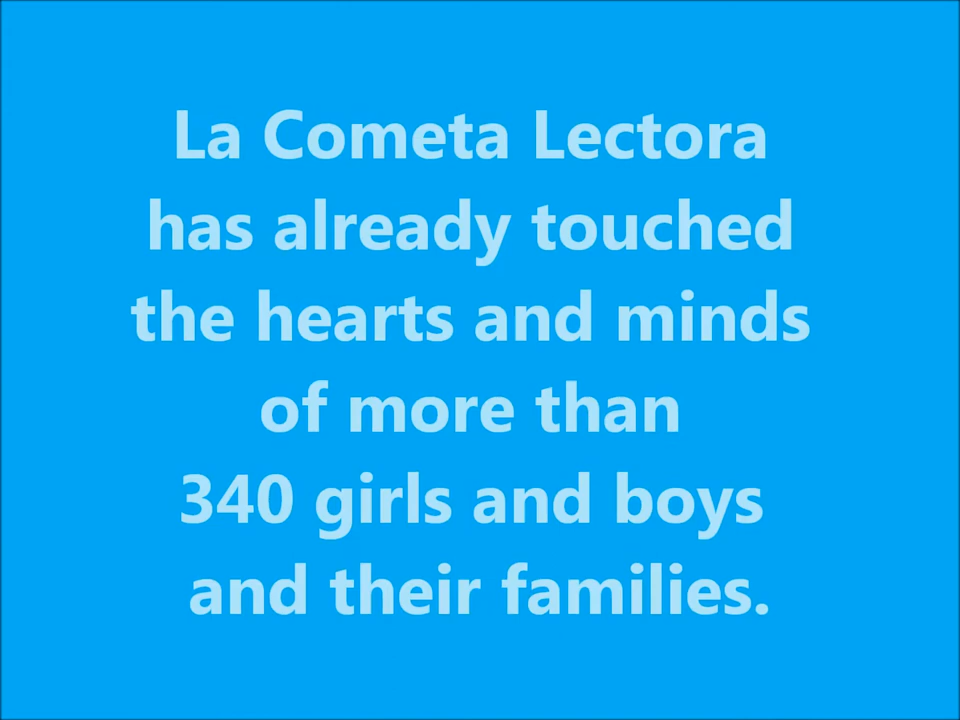 La Cometa Lectora
has already touched
the hearts and minds
of more than
340 girls and boys
and their families.